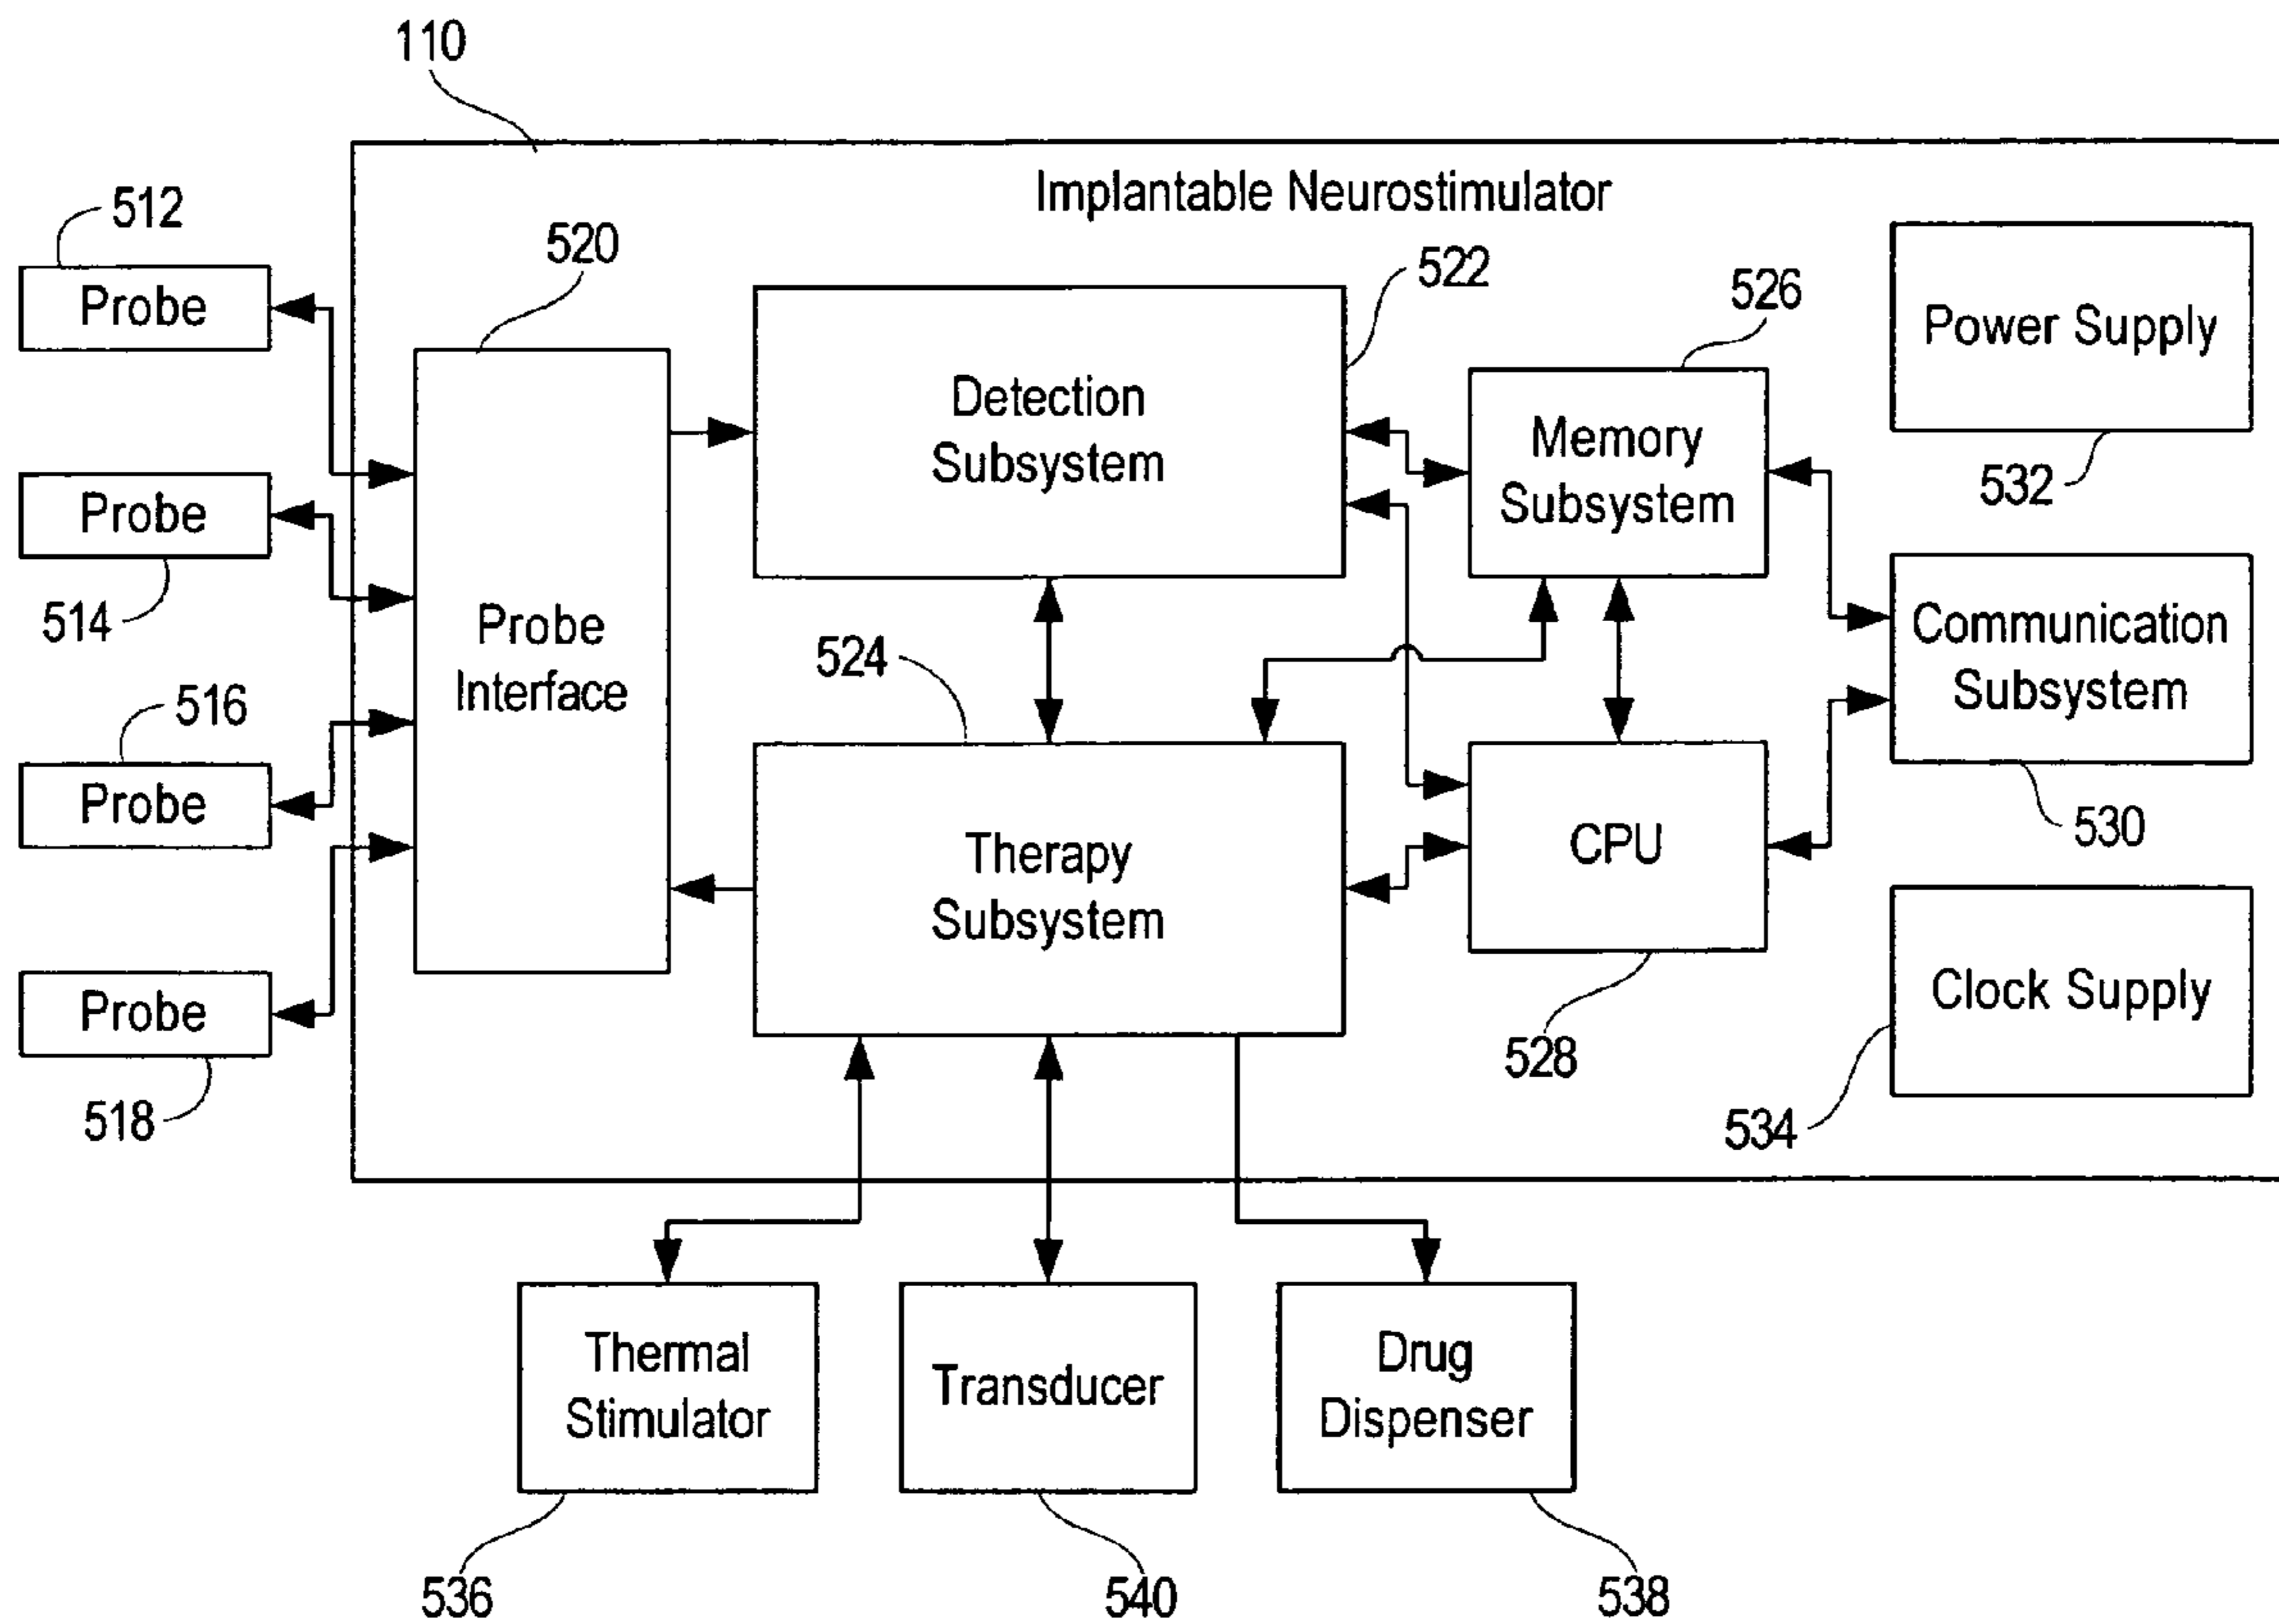 110
Implantable Neurostimulator
512
Probe
514
Probe
516
Probe
518
Probe
520
Probe
Interface
522
Detection
Subsystem
524
Therapy
Subsystem
526
Memory
Subsystem
CPU
528
Power Supply
532
Communication
Subsystem
530
Clock Supply
534
Thermal
Stimulator
536
Transducer
540
Drug
Dispenser
538